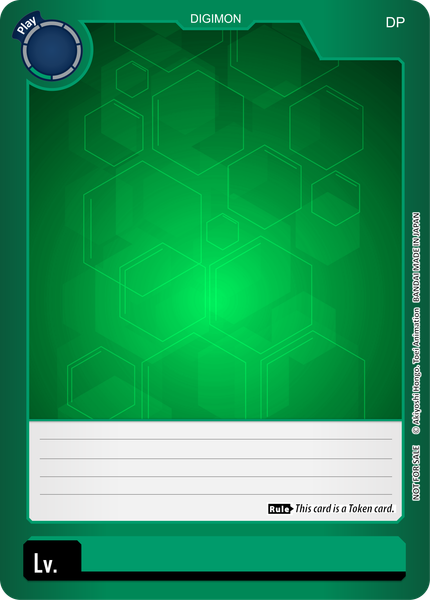 Play
DIGIMON
DP
NOT FOR SALE © Akiyoshi Hongo, Toei Animation BANDAI MADE IN JAPAN
Rule This card is a Token card.
Lv.